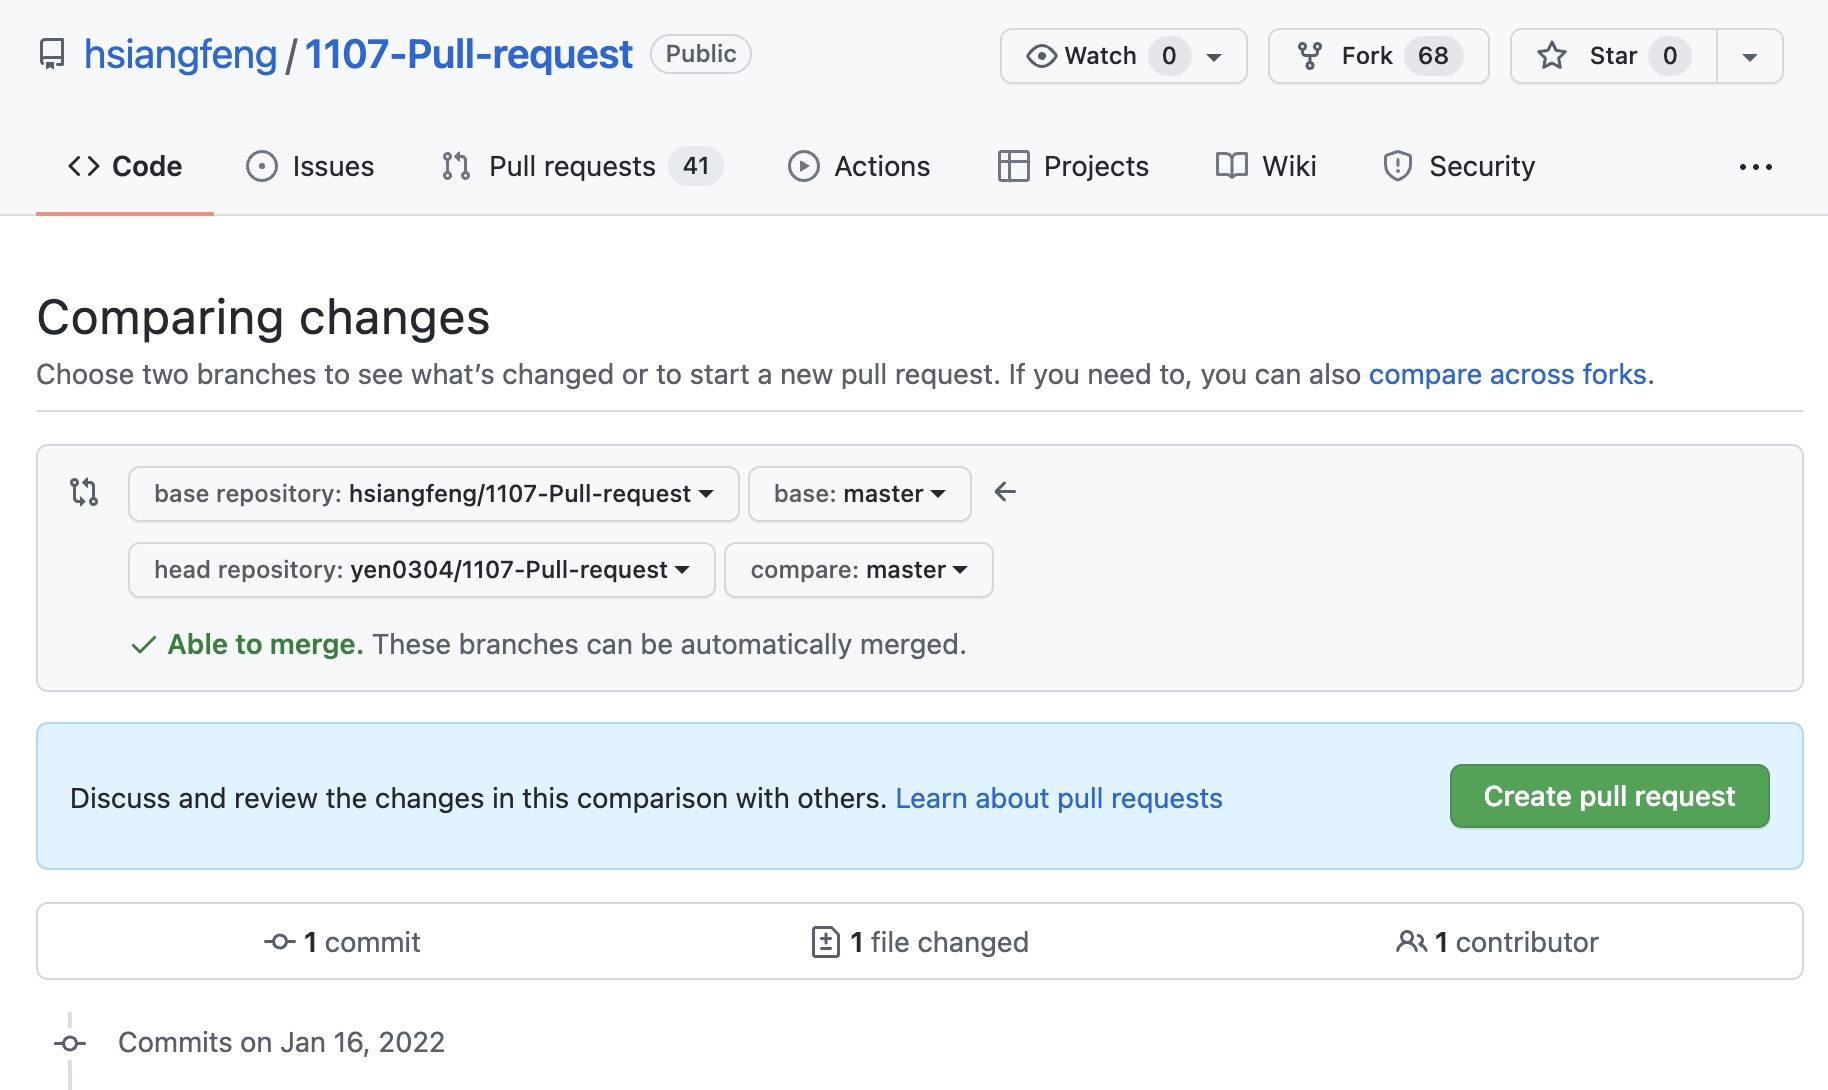 hsiangfeng / 1107-Pull-request Public Watch 0 Fork 68 Star 0
Code Issues Pull requests 41 Actions Projects Wiki Security ...
Comparing changes
Choose two branches to see what’s changed or to start a new pull request. If you need to, you can also compare across forks.
base repository: hsiangfeng/1107-Pull-request base: master
head repository: yen0304/1107-Pull-request compare: master
Able to merge. These branches can be automatically merged.
Discuss and review the changes in this comparison with others. Learn about pull requests Create pull request
1 commit 1 file changed 1 contributor
Commits on Jan 16, 2022